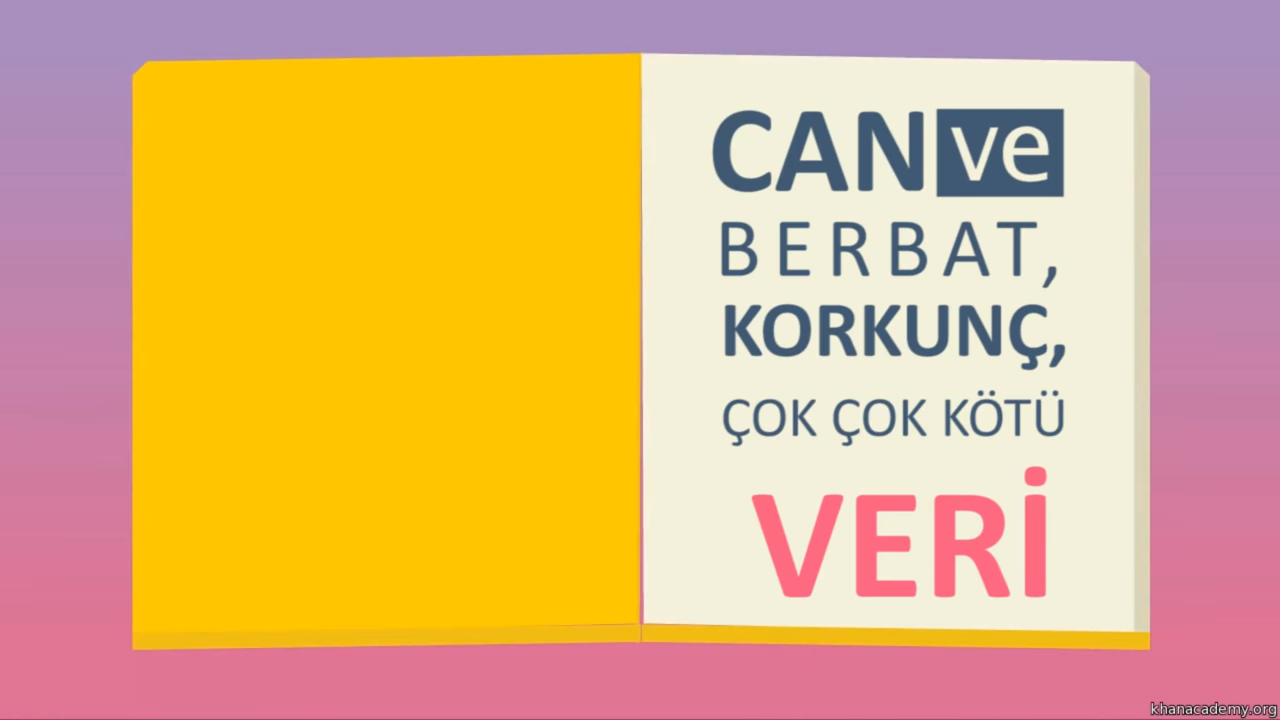 CAN ve
BERBAT,
KORKUNÇ,
ÇOK ÇOK KÖTÜ
VERİ
khanacademy.org